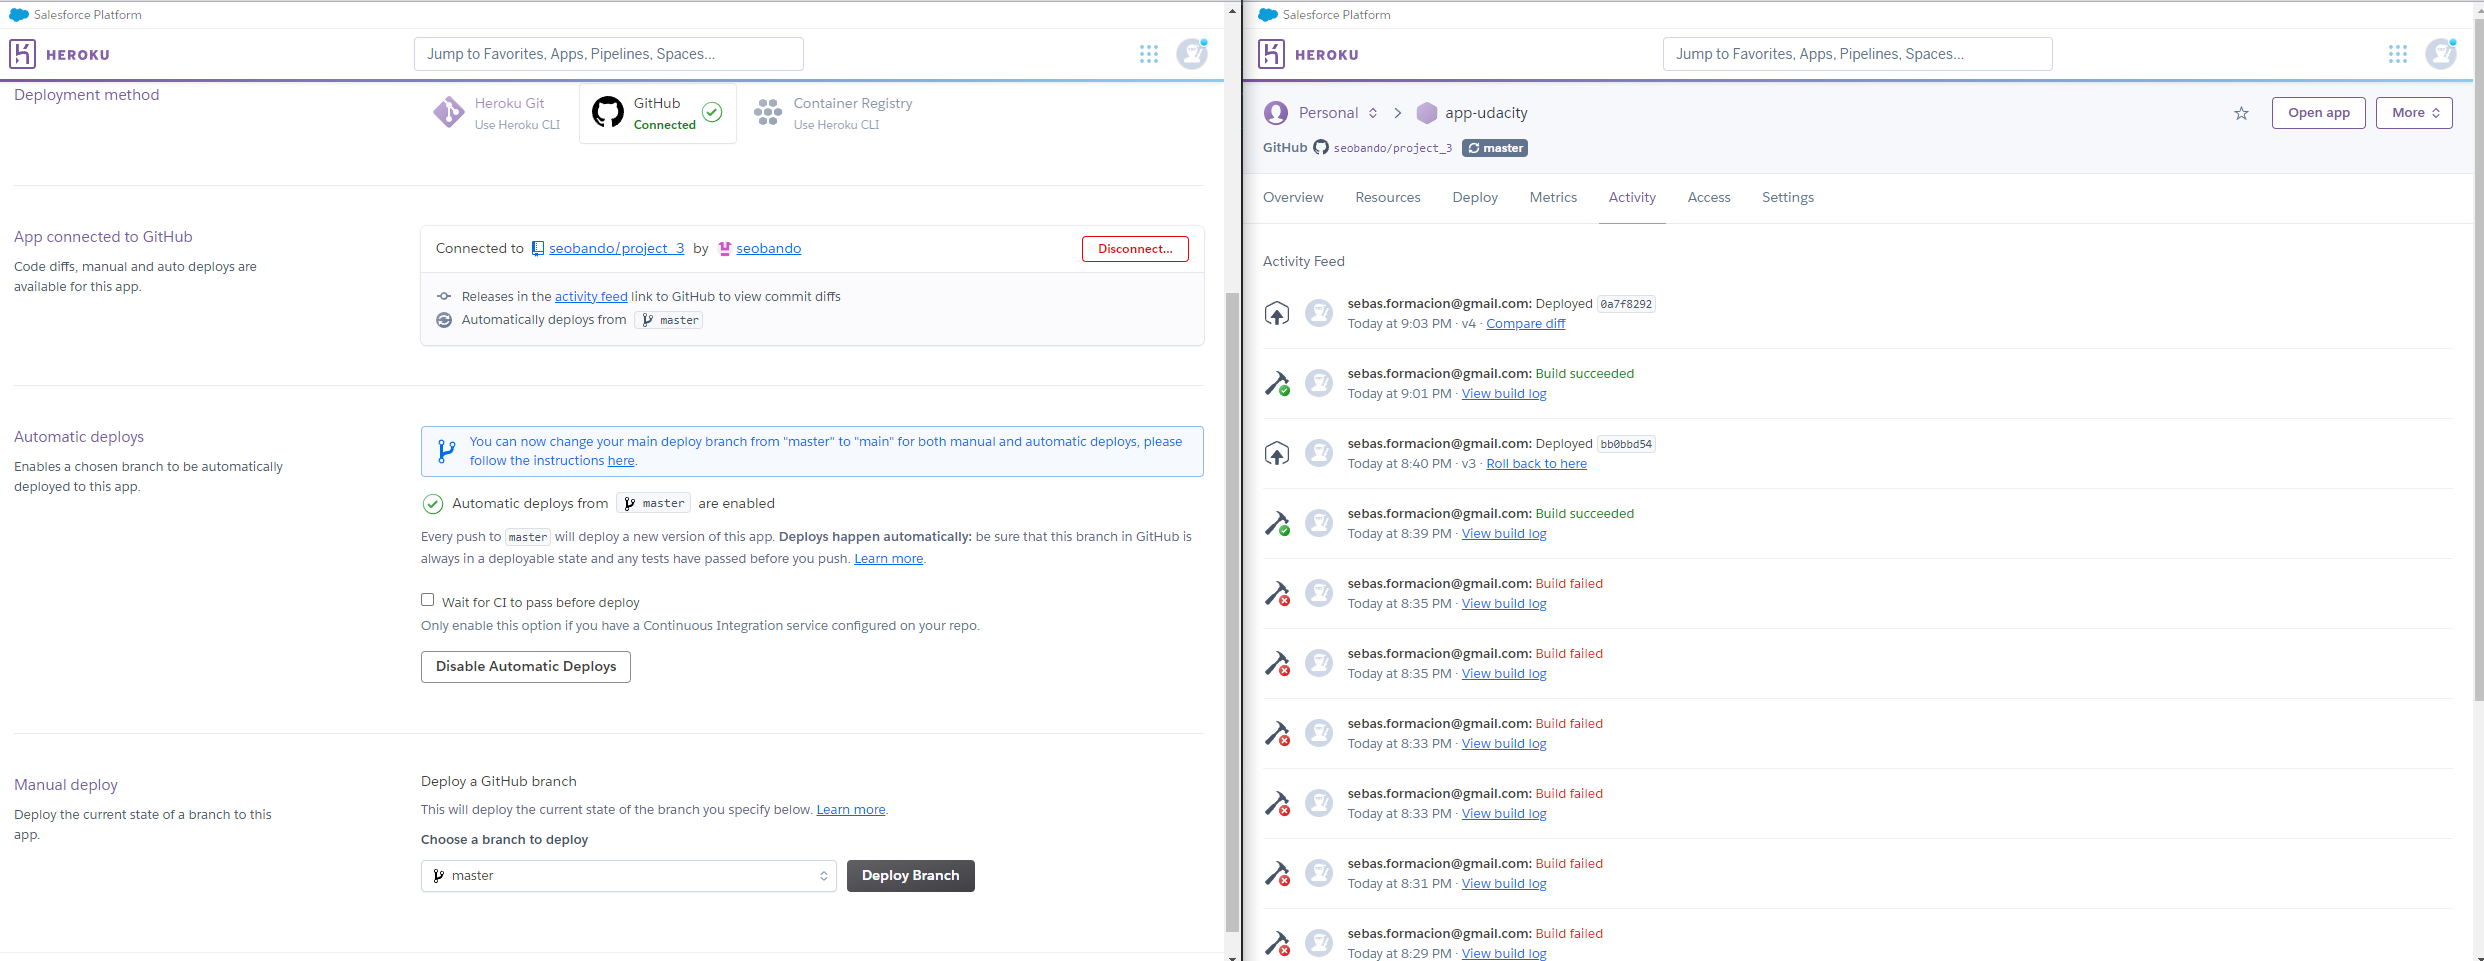 Salesforce Platform
HEROKU
Jump to Favorites, Apps, Pipelines, Spaces...
Deployment method
Heroku Git
Use Heroku CLI
GitHub
Connected
Container Registry
Use Heroku CLI
App connected to GitHub
Code diffs, manual and auto deploys are
available for this app.
Connected to seobando/project_3 by seobando
Disconnect...
Releases in the activity feed link to GitHub to view commit diffs
Automatically deploys from master
Automatic deploys
Enables a chosen branch to be automatically
deployed to this app.
You can now change your main deploy branch from "master" to "main" for both manual and automatic deploys, please
follow the instructions here.
Automatic deploys from master are enabled
Every push to master will deploy a new version of this app. Deploys happen automatically: be sure that this branch in GitHub is
always in a deployable state and any tests have passed before you push. Learn more.
Wait for CI to pass before deploy
Only enable this option if you have a Continuous Integration service configured on your repo.
Disable Automatic Deploys
Manual deploy
Deploy the current state of a branch to this
app.
Deploy a GitHub branch
This will deploy the current state of the branch you specify below. Learn more.
Choose a branch to deploy
master
Deploy Branch
Salesforce Platform
HEROKU
Jump to Favorites, Apps, Pipelines, Spaces...
Personal
app-udacity
Open app
More
GitHub seobando/project_3 master
Overview
Resources
Deploy
Metrics
Activity
Access
Settings
Activity Feed
sebas.formacion@gmail.com: Deployed 0a7f8292
Today at 9:03 PM · v4 · Compare diff
sebas.formacion@gmail.com: Build succeeded
Today at 9:01 PM · View build log
sebas.formacion@gmail.com: Deployed bb0bbd54
Today at 8:40 PM · v3 · Roll back to here
sebas.formacion@gmail.com: Build succeeded
Today at 8:39 PM · View build log
sebas.formacion@gmail.com: Build failed
Today at 8:35 PM · View build log
sebas.formacion@gmail.com: Build failed
Today at 8:35 PM · View build log
sebas.formacion@gmail.com: Build failed
Today at 8:33 PM · View build log
sebas.formacion@gmail.com: Build failed
Today at 8:33 PM · View build log
sebas.formacion@gmail.com: Build failed
Today at 8:31 PM · View build log
sebas.formacion@gmail.com: Build failed
Today at 8:29 PM · View build log